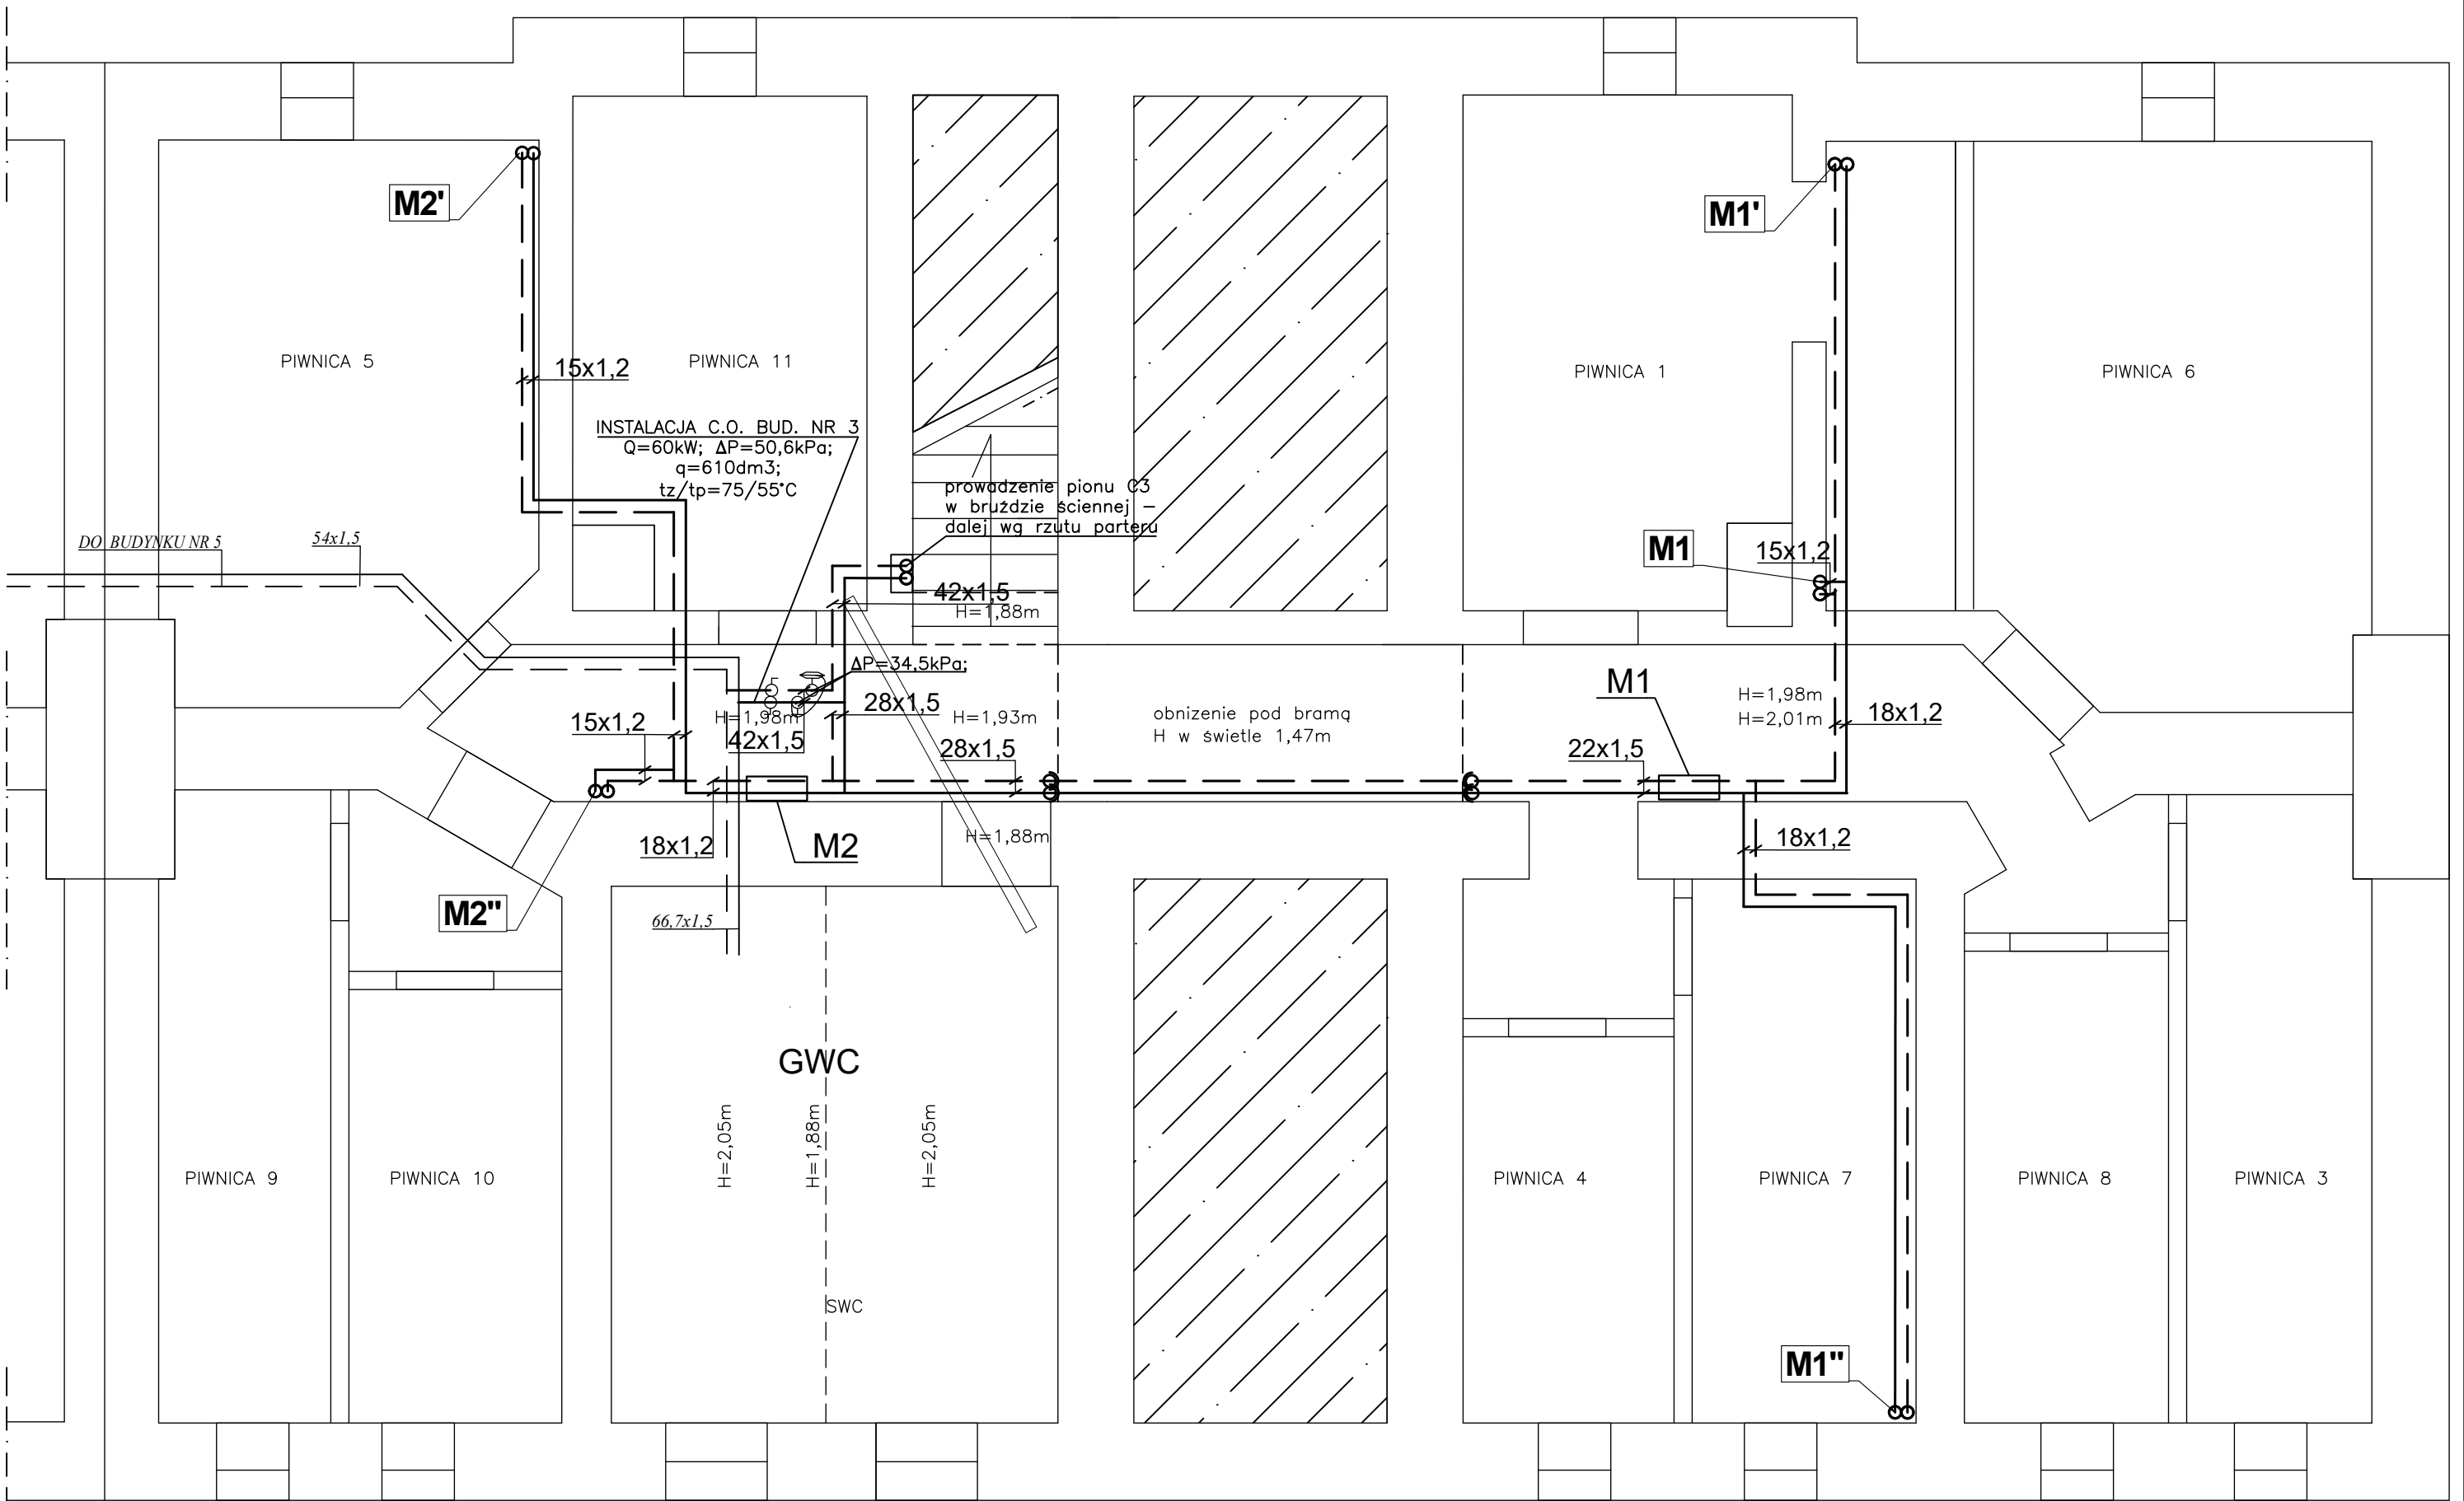 M2'
M1'
PIWNICA 5
PIWNICA 11
15x1,2
PIWNICA 1
PIWNICA 6
INSTALACJA C.O. BUD. NR 3
Q=60kW; ΔP=50,6kPa;
q=610dm3;
tz/tp=75/55°C
prowadzenie pionu C3
w bruździe ściennej –
dalej wg rzutu parteru
DO BUDYNKU NR 5
54x1,5
M1
15x1,2
42x1,5
H=1,88m
ΔP=34,5kPa;
M1
28x1,5
H=1,98m
H=1,93m
obnizenie pod bramą
H w świetle 1,47m
H=1,98m
H=2,01m
18x1,2
15x1,2
42x1,5
28x1,5
22x1,5
18x1,2
M2
H=1,88m
18x1,2
M2"
66,7x1,5
GWC
H=2,05m
H=1,88m
H=2,05m
PIWNICA 9
PIWNICA 10
PIWNICA 4
PIWNICA 7
PIWNICA 8
PIWNICA 3
SWC
M1"